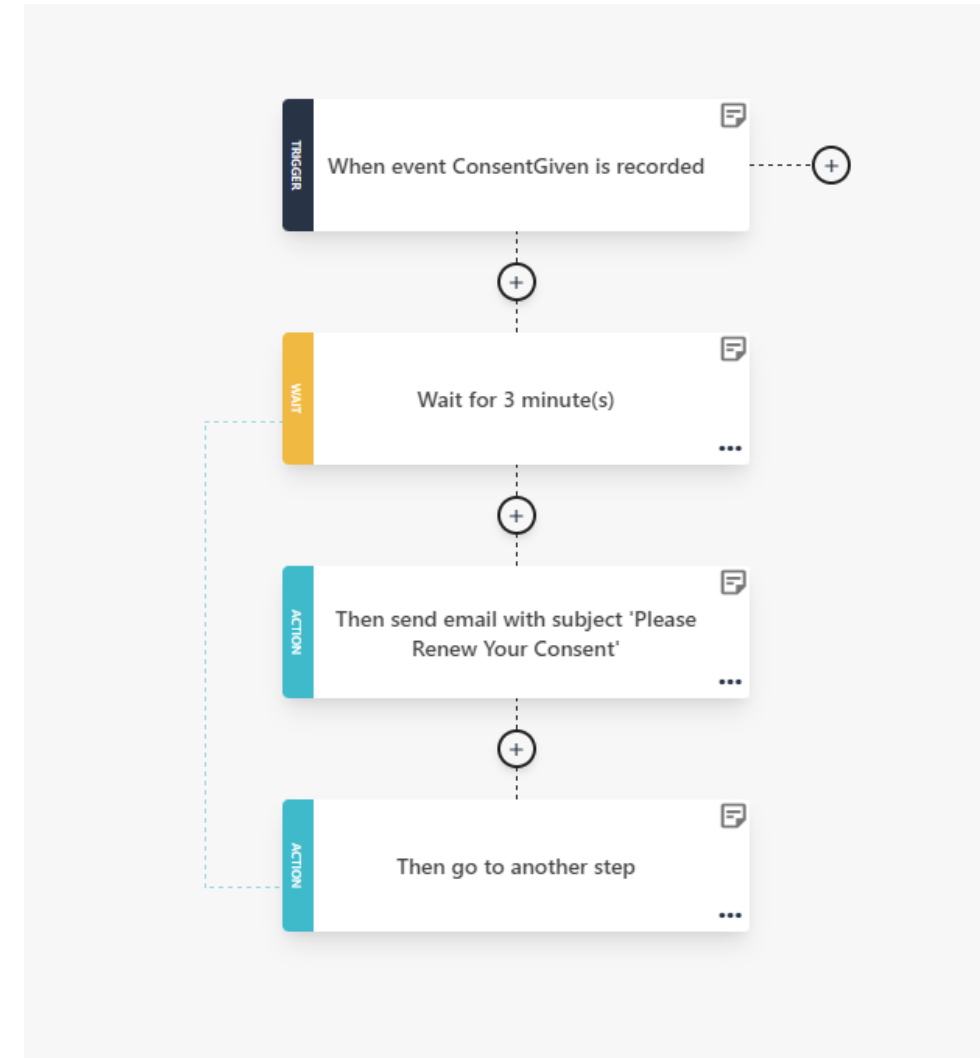 TRIGGER
When event ConsentGiven is recorded
WAIT
Wait for 3 minute(s)
ACTION
Then send email with subject 'Please
Renew Your Consent'
ACTION
Then go to another step